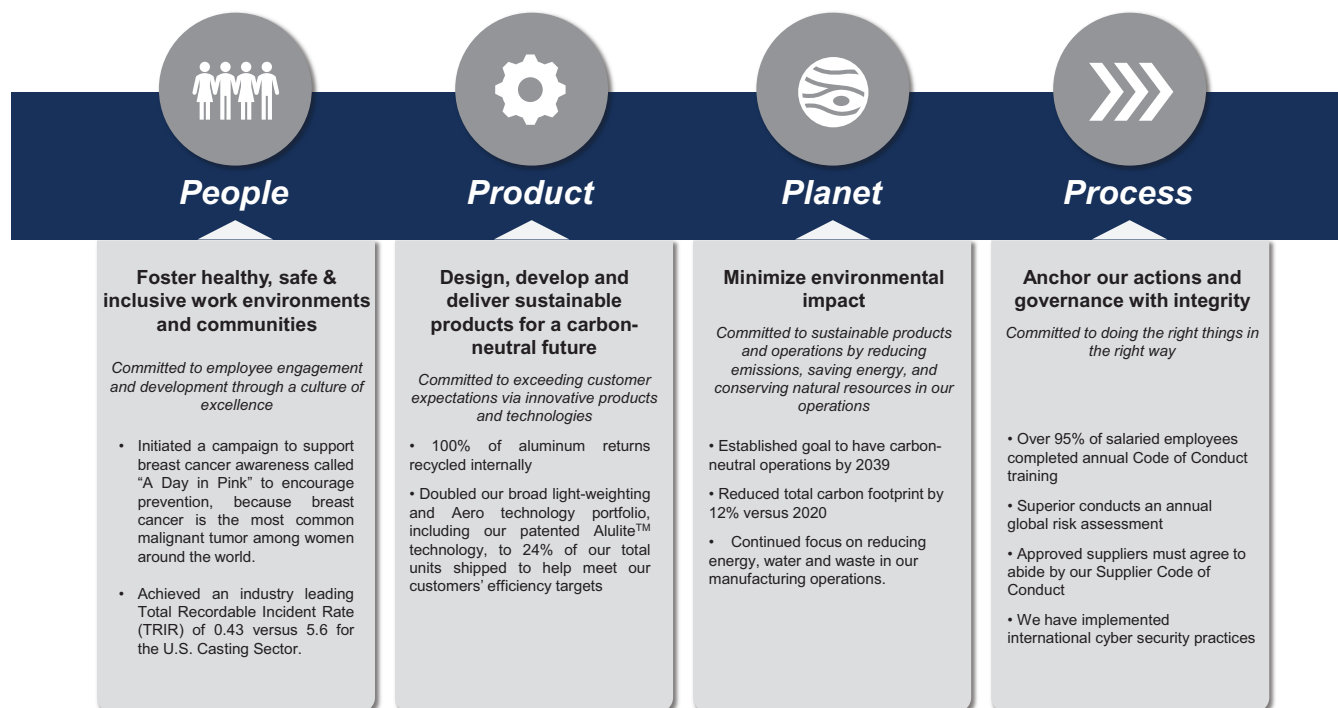 People
Foster healthy, safe &
inclusive work environments
and communities
Committed to employee engagement
and development through a culture of
excellence
• Initiated a campaign to support
breast cancer awareness called
“A Day in Pink” to encourage
prevention, because breast
cancer is the most common
malignant tumor among women
around the world.
• Achieved an industry leading
Total Recordable Incident Rate
(TRIR) of 0.43 versus 5.6 for
the U.S. Casting Sector.
Product
Design, develop and
deliver sustainable
products for a carbon-
neutral future
Committed to exceeding customer
expectations via innovative products
and technologies
• 100% of aluminum returns
recycled internally
• Doubled our broad light-weighting
and Aero technology portfolio,
including our patented Alulite™
technology, to 24% of our total
units shipped to help meet our
customers’ efficiency targets
Planet
Minimize environmental
impact
Committed to sustainable products
and operations by reducing
emissions, saving energy, and
conserving natural resources in our
operations
• Established goal to have carbon-
neutral operations by 2039
• Reduced total carbon footprint by
12% versus 2020
• Continued focus on reducing
energy, water and waste in our
manufacturing operations.
Process
Anchor our actions and
governance with integrity
Committed to doing the right things in
the right way
• Over 95% of salaried employees
completed annual Code of Conduct
training
• Superior conducts an annual
global risk assessment
• Approved suppliers must agree to
abide by our Supplier Code of
Conduct
• We have implemented
international cyber security practices